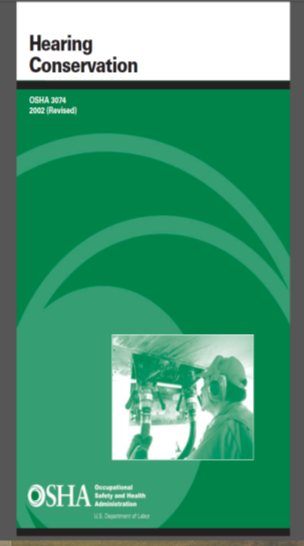 Hearing
Conservation
OSHA 3074
2002 (Revised)
OSHA
Occupational
Safety and Health
Administration
U.S. Department of Labor